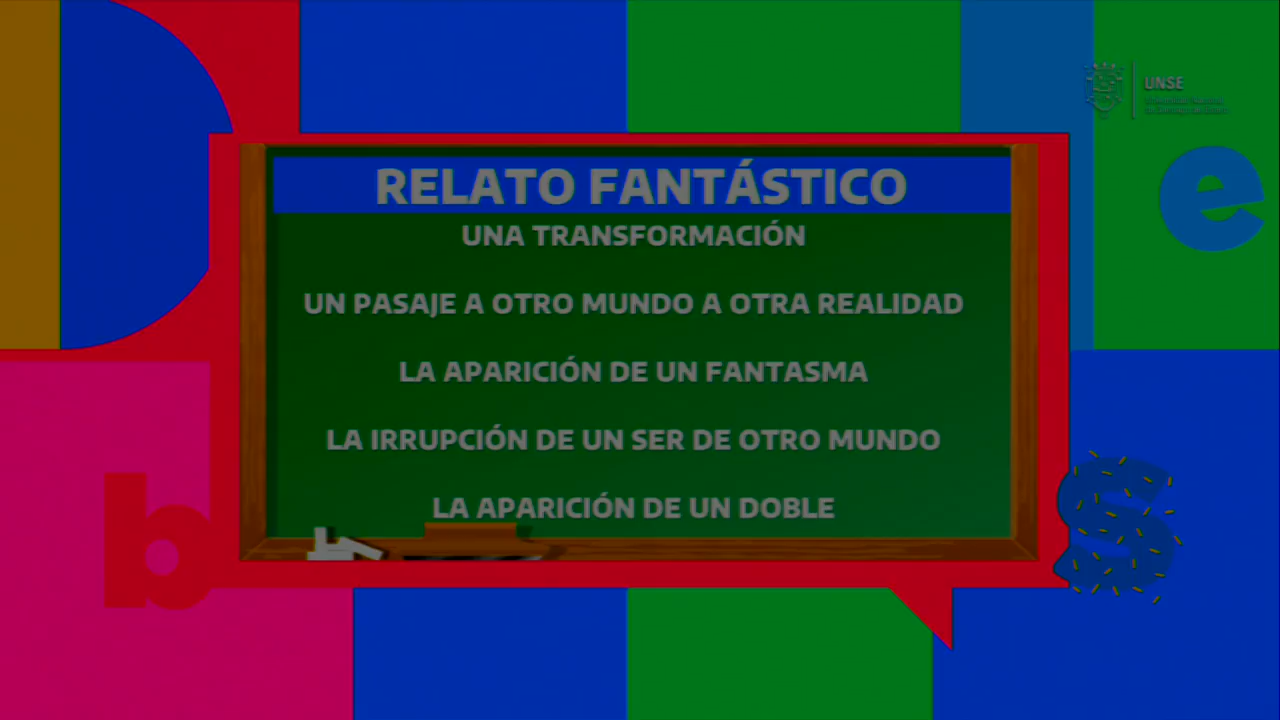 UNSE
RELATO FANTÁSTICO
UNA TRANSFORMACIÓN
UN PASAJE A OTRO MUNDO A OTRA REALIDAD
LA APARICIÓN DE UN FANTASMA
LA IRRUPCIÓN DE UN SER DE OTRO MUNDO
LA APARICIÓN DE UN DOBLE
e
b
S